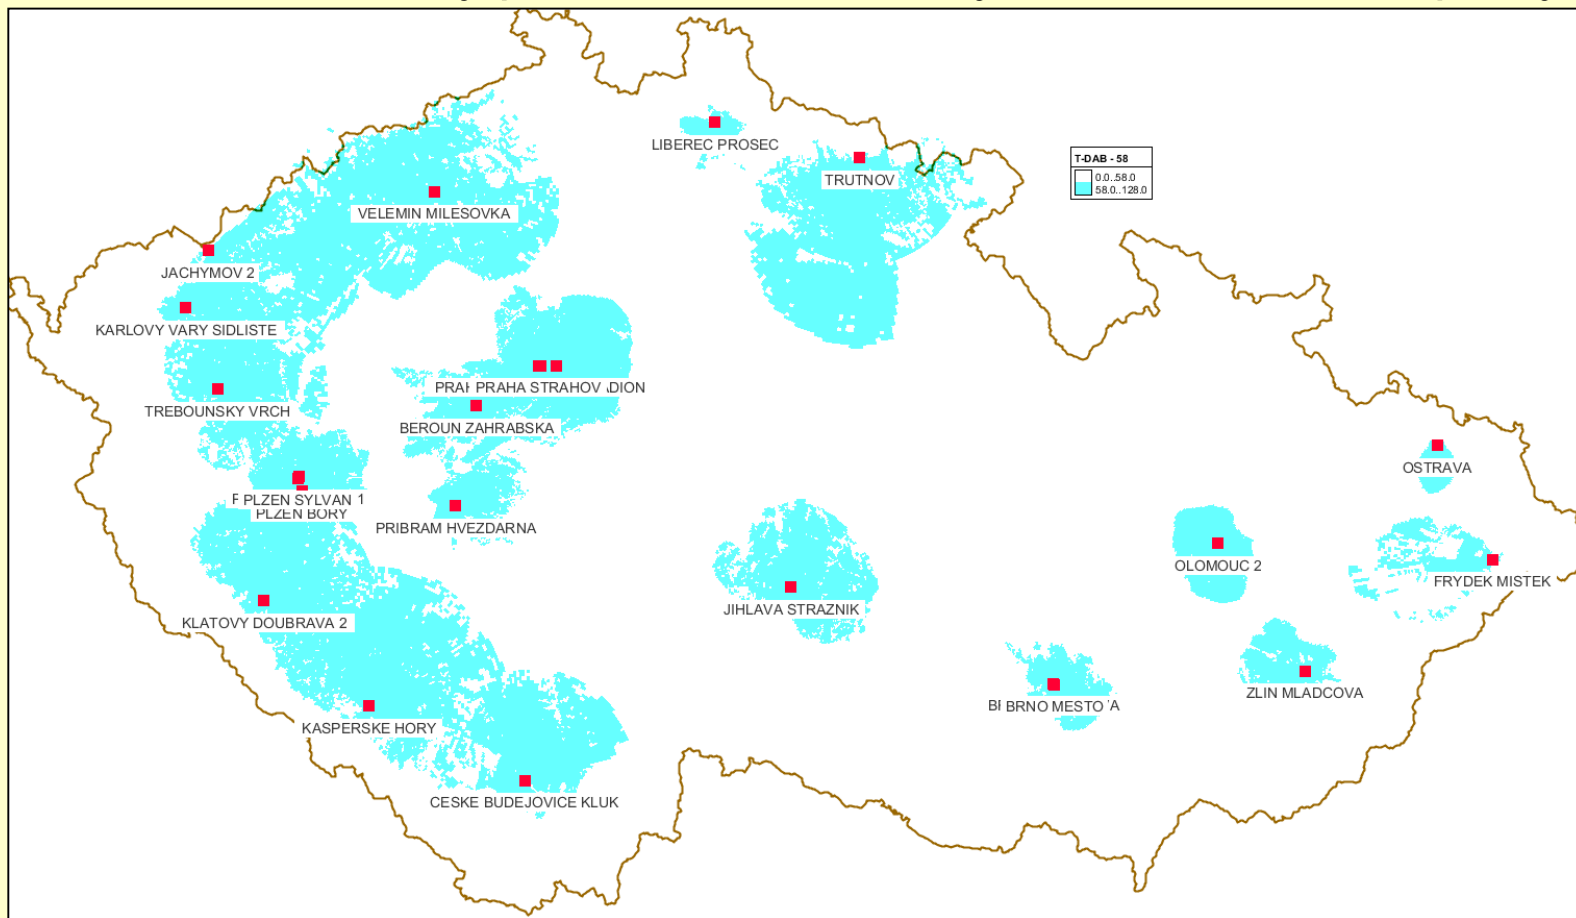 LIBEREC PROSEC
T-DAB - 58
0.0..58.0
58.0..128.0
TRUTNOV
VELEMIN MILESOVKA
JACHYMOV 2
KARLOVY VARY SIDLISTE
PRAHA STRAHOV
TREBOUNSKY VRCH
BEROUN ZAHRABSKA
OSTRAVA
PLZEN SYLVAN 1
PLZEN BORY
PRIBRAM HVEZDARNA
OLOMOUC 2
FRYDEK MISTEK
JIHLAVA STRAZNIK
KLATOVY DOUBRAVA 2
ZLIN MLADCOVA
BRNO MESTO
KASPERSKE HORY
CESKE BUDEJOVICE KLUK